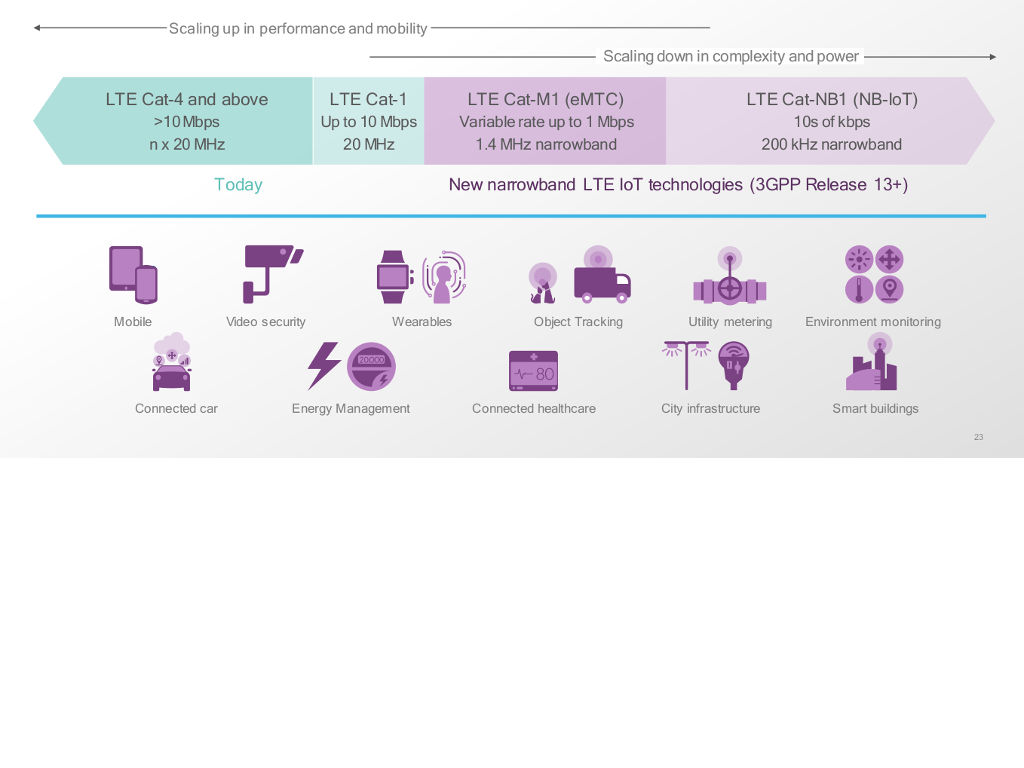 Scaling up in performance and mobility
Scaling down in complexity and power
LTE Cat-4 and above
>10 Mbps
n x 20 MHz
LTE Cat-1
Up to 10 Mbps
20 MHz
LTE Cat-M1 (eMTC)
Variable rate up to 1 Mbps
1.4 MHz narrowband
LTE Cat-NB1 (NB-IoT)
10s of kbps
200 kHz narrowband
Today
New narrowband LTE IoT technologies (3GPP Release 13+)
Mobile
Video security
Wearables
Object Tracking
Utility metering
Environment monitoring
20000
80
Connected car
Energy Management
Connected healthcare
City infrastructure
Smart buildings
23